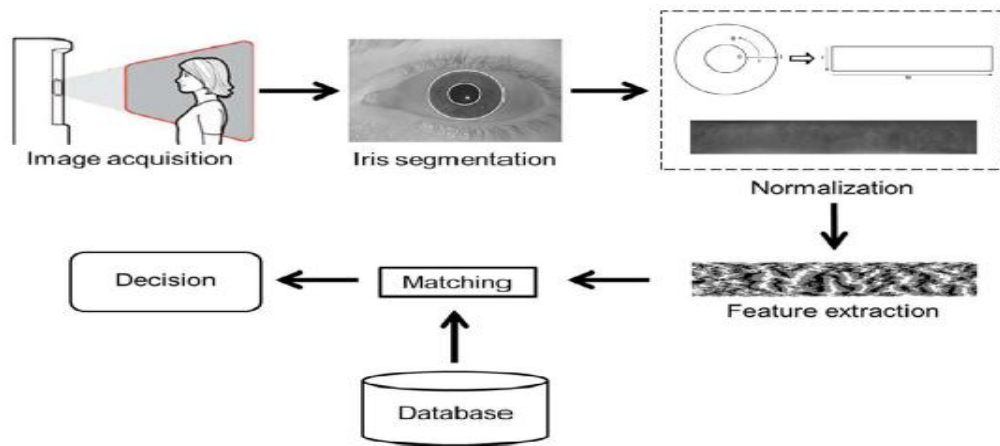 Image acquisition
Iris segmentation
Normalization
Feature extraction
Matching
Decision
Database